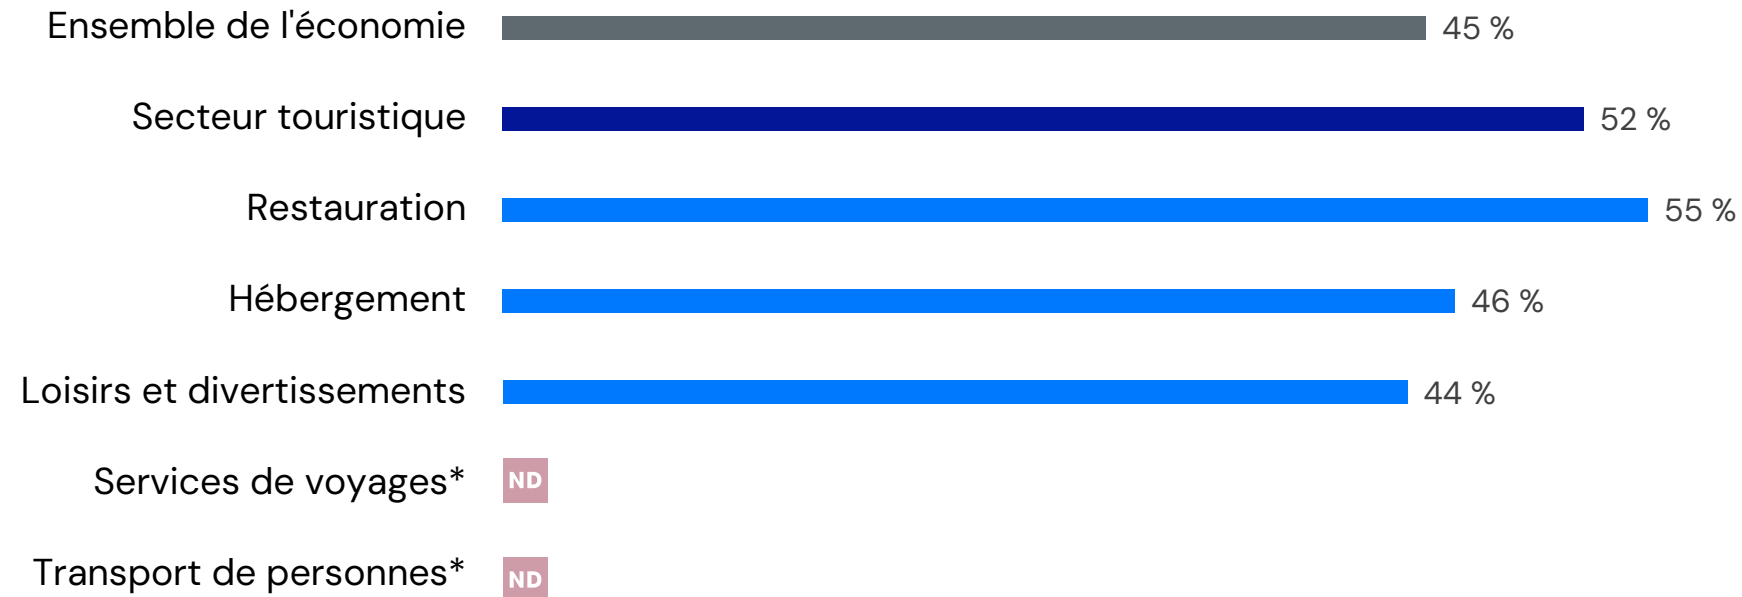 Ensemble de l'économie 45 %
Secteur touristique 52 %
Restauration 55 %
Hébergement 46 %
Loisirs et divertissements 44 %
Services de voyages* ND
Transport de personnes* ND